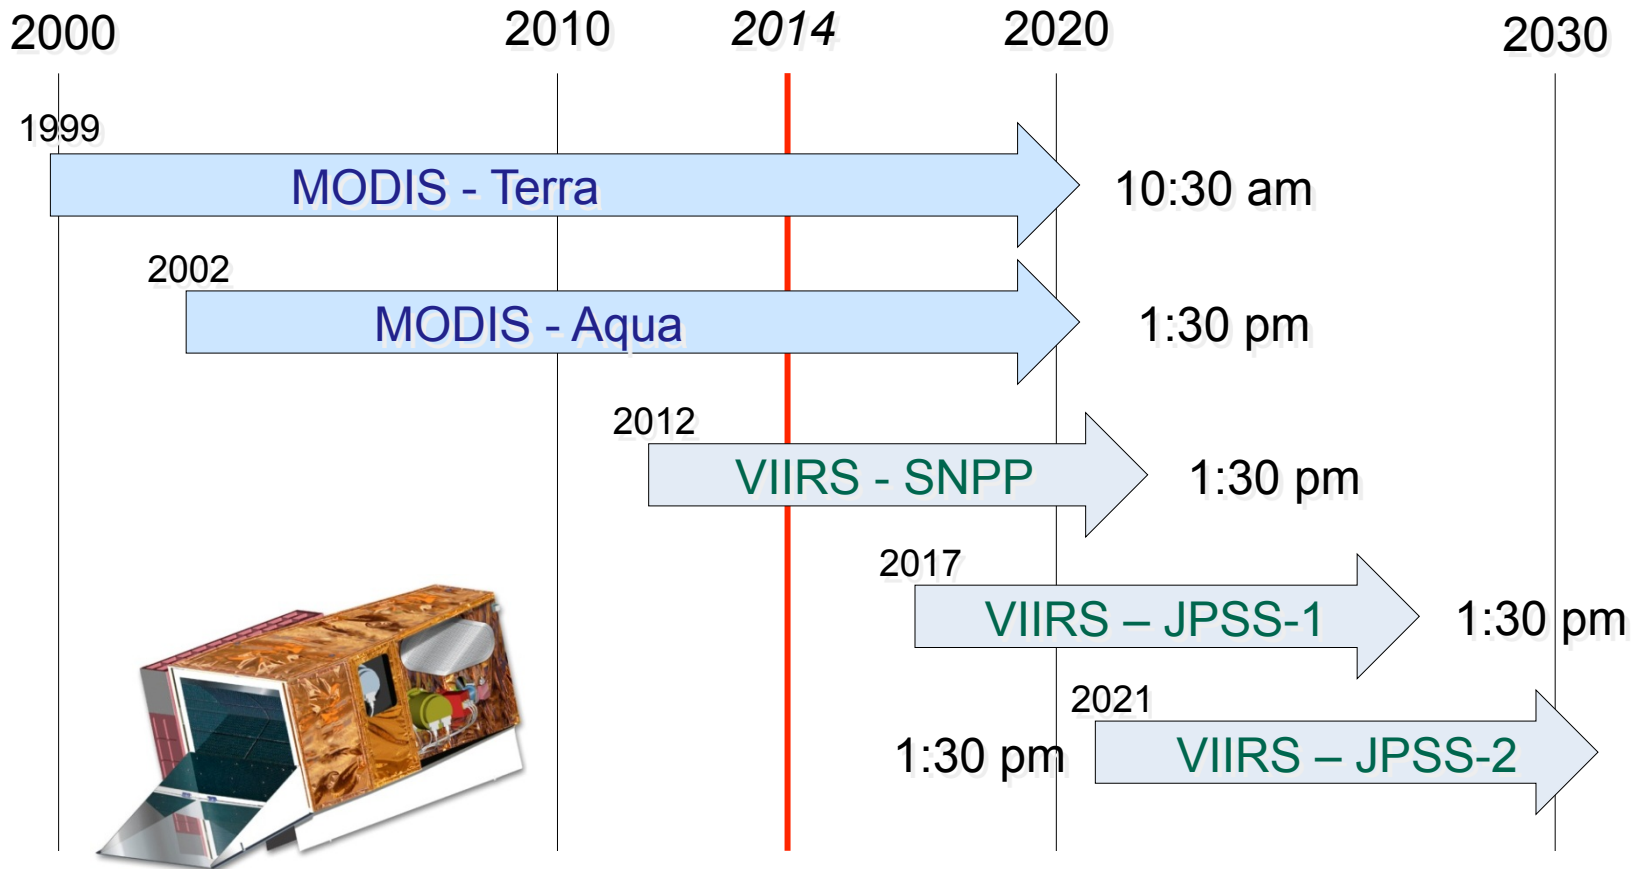 2000 2010 2014 2020 2030
1999
MODIS - Terra 10:30 am
2002
MODIS - Aqua 1:30 pm
2012
VIIRS - SNPP 1:30 pm
2017
VIIRS – JPSS-1 1:30 pm
2021
1:30 pm VIIRS – JPSS-2